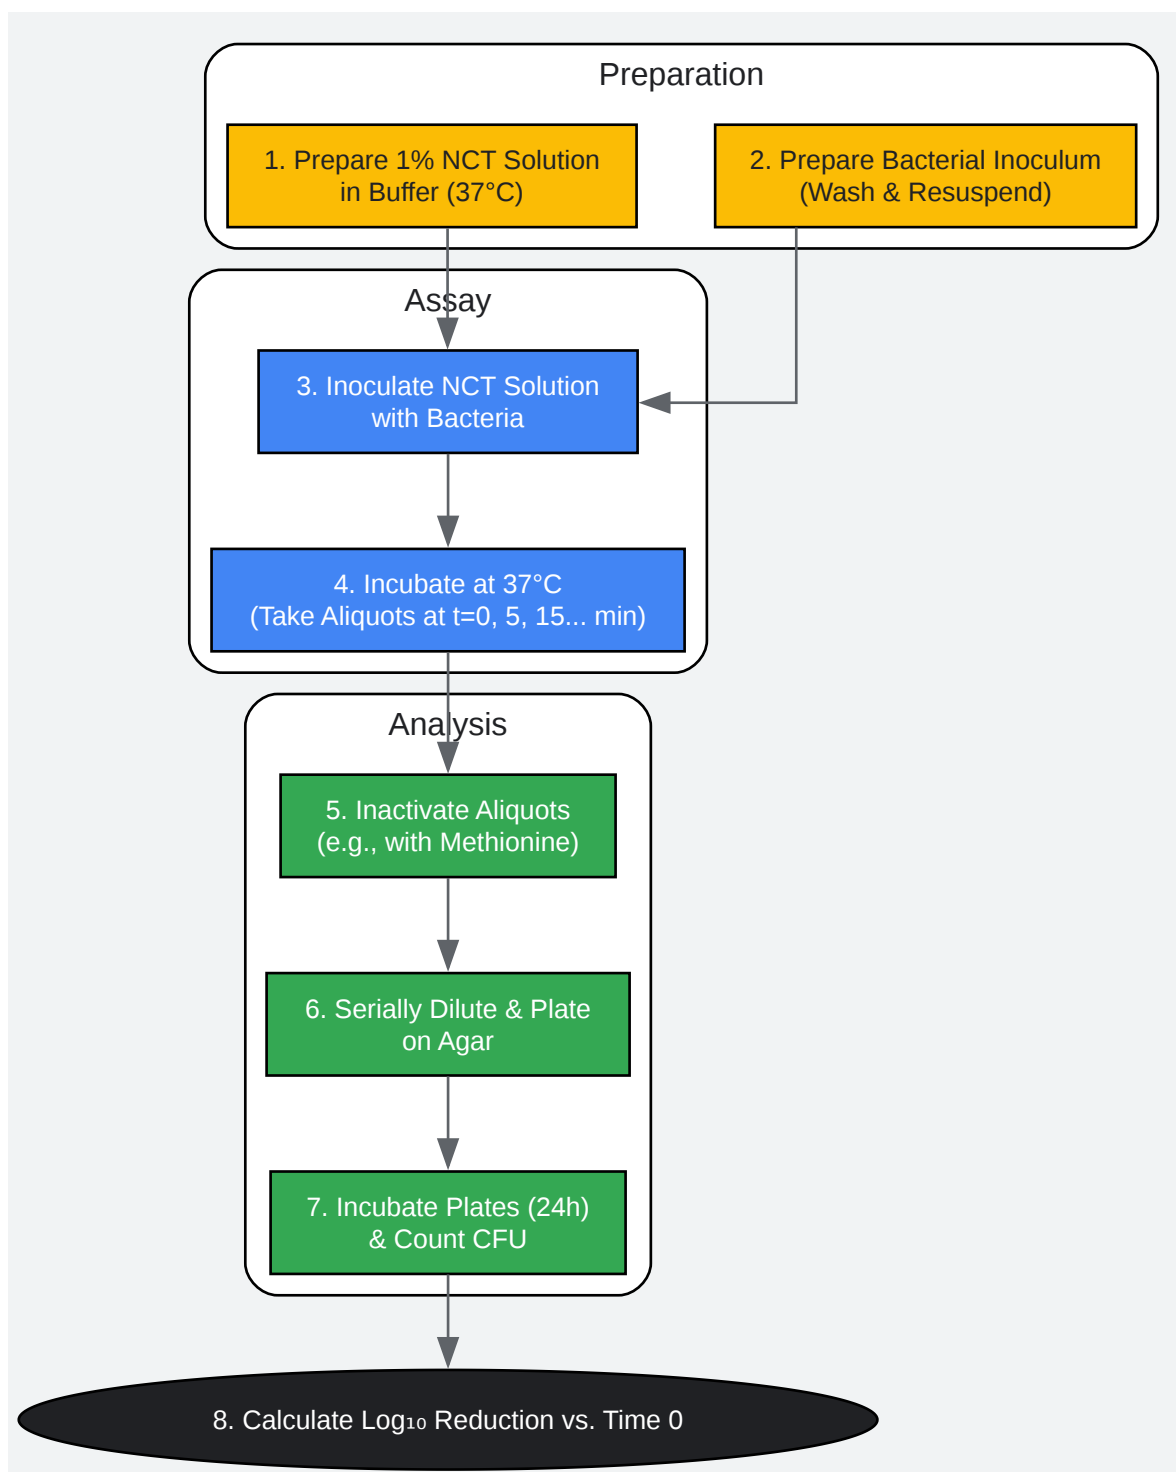 Preparation
1. Prepare 1% NCT Solution
in Buffer (37°C)
2. Prepare Bacterial Inoculum
(Wash & Resuspend)
Assay
3. Inoculate NCT Solution
with Bacteria
4. Incubate at 37°C
(Take Aliquots at t=0, 5, 15... min)
Analysis
5. Inactivate Aliquots
(e.g., with Methionine)
6. Serially Dilute & Plate
on Agar
7. Incubate Plates (24h)
& Count CFU
8. Calculate Log₁₀ Reduction vs. Time 0